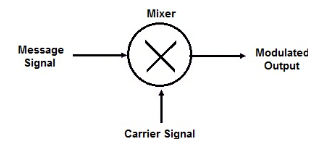 Mixer
Message
Signal
Modulated
Output
Carrier Signal